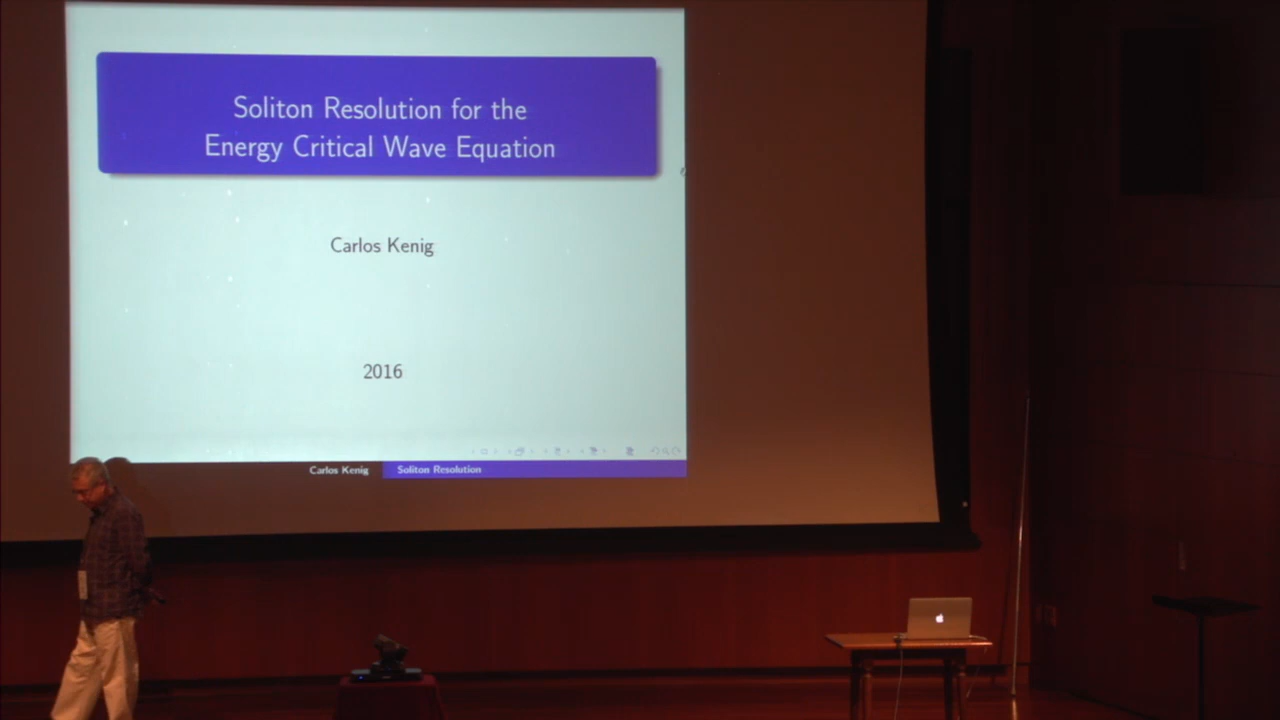 Soliton Resolution for the
Energy Critical Wave Equation
Carlos Kenig
2016
Carlos Kenig
Soliton Resolution